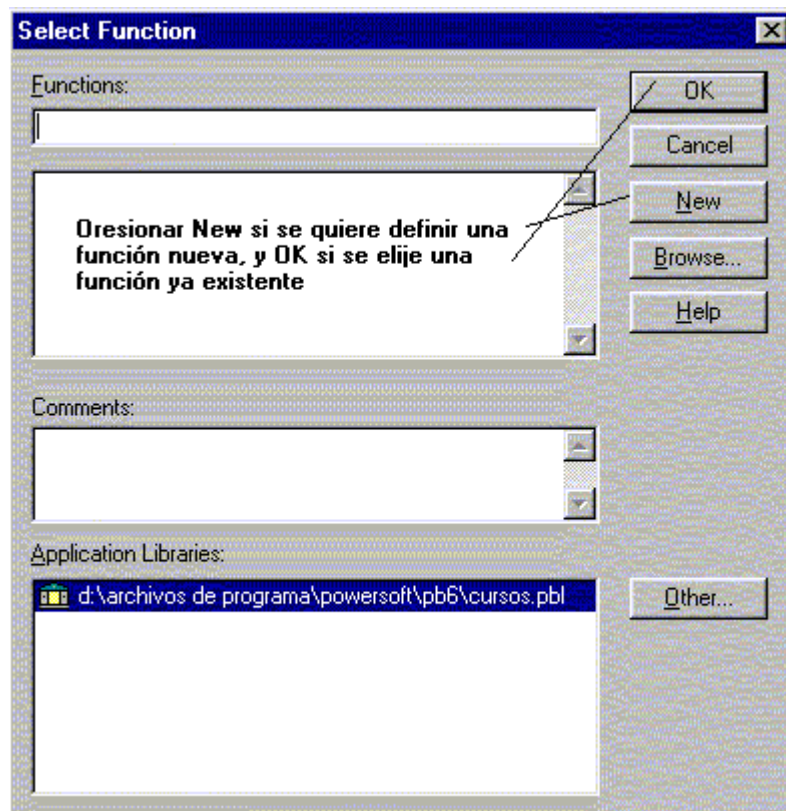 Select Function
Functions:
OK
Cancel
New
Browse...
Help
Oresionar New si se quiere definir una
función nueva, y OK si se elije una
función ya existente
Comments:
Application Libraries:
d:\archivos de programa\powersoft\pb6\cursos.pbl
Other...